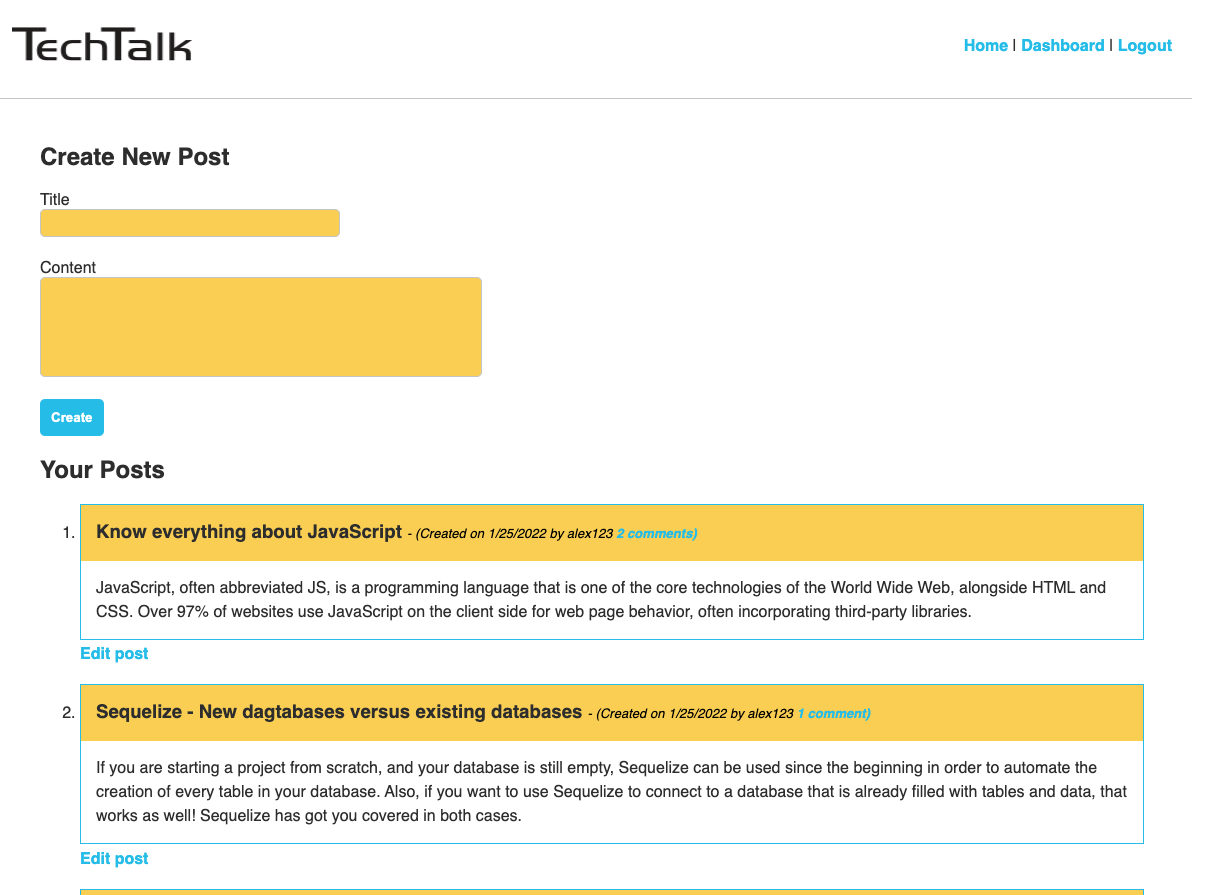 TechTalk
Home | Dashboard | Logout
Create New Post
Title
Content
Create
Your Posts
1. Know everything about JavaScript - (Created on 1/25/2022 by alex123 2 comments)
JavaScript, often abbreviated JS, is a programming language that is one of the core technologies of the World Wide Web, alongside HTML and
CSS. Over 97% of websites use JavaScript on the client side for web page behavior, often incorporating third-party libraries.
Edit post
2. Sequelize - New dagtabases versus existing databases - (Created on 1/25/2022 by alex123 1 comment)
If you are starting a project from scratch, and your database is still empty, Sequelize can be used since the beginning in order to automate the
creation of every table in your database. Also, if you want to use Sequelize to connect to a database that is already filled with tables and data, that
works as well! Sequelize has got you covered in both cases.
Edit post